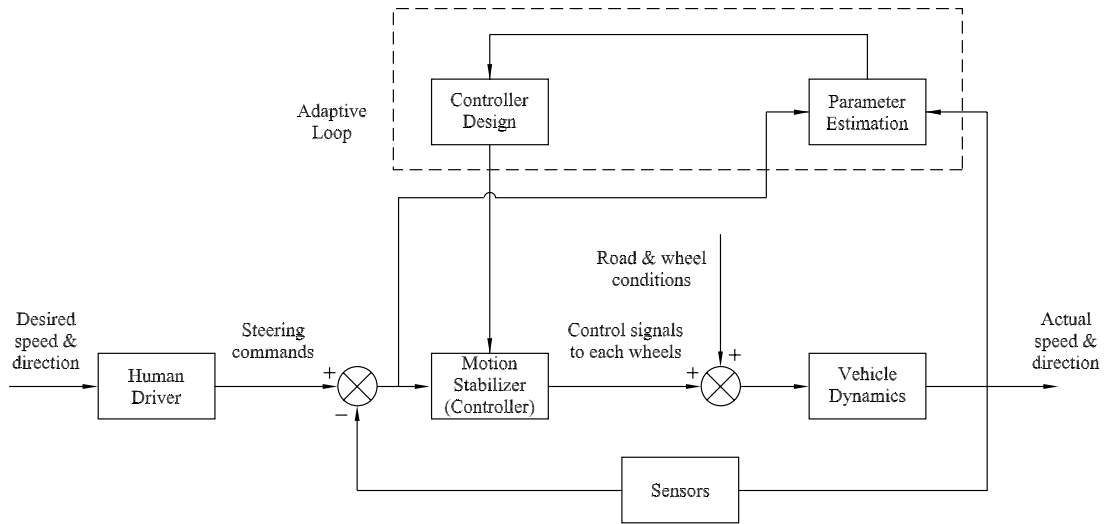 Adaptive
Loop
Controller
Design
Parameter
Estimation
Road & wheel
conditions
+
Desired
speed &
direction
Human
Driver
Steering
commands
+
−
Motion
Stabilizer
(Controller)
Control signals
to each wheels
+
Vehicle
Dynamics
Actual
speed &
direction
Sensors